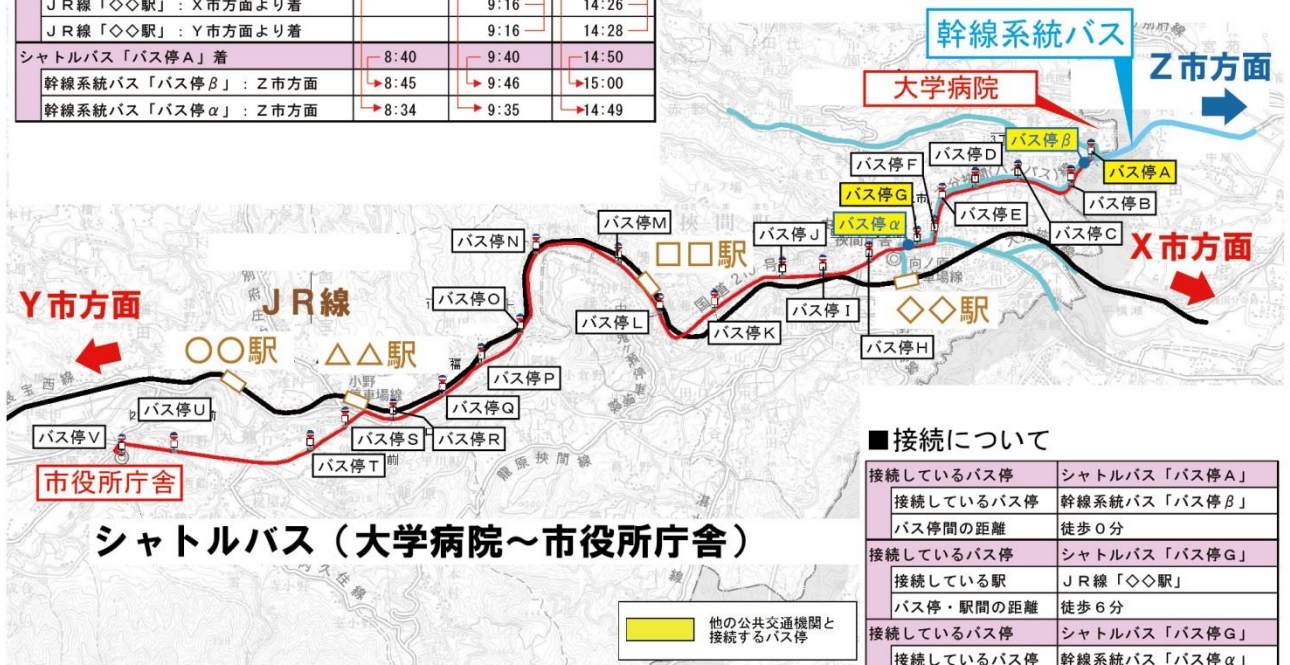 JR線「◇◇駅」：X市方面より着 9:16 14:26
JR線「◇◇駅」：Y市方面より着 9:16 14:28
シャトルバス「バス停A」着 8:40 9:40 14:50
幹線系統バス「バス停β」：Z市方面 8:45 9:46 15:00
幹線系統バス「バス停α」：Z市方面 8:34 9:35 14:49
幹線系統バス
Z市方面
大学病院
バス停β
バス停D
バス停F
バス停A
バス停G
バス停B
バス停E
バス停α
バス停C
バス停M
バス停J
バス停N
□□駅
X市方面
バス停O
バス停I
◇◇駅
バス停L
バス停K
バス停H
Y市方面
JR線
○○駅
△△駅
バス停P
バス停Q
バス停U
バス停S
バス停R
バス停V
バス停T
市役所庁舎
龍原挾間線
シャトルバス（大学病院～市役所庁舎）
他の公共交通機関と
接続するバス停
■接続について
接続しているバス停 シャトルバス「バス停A」
接続しているバス停 幹線系統バス「バス停β」
バス停間の距離 徒歩0分
接続しているバス停 シャトルバス「バス停G」
接続している駅 JR線「◇◇駅」
バス停・駅間の距離 徒歩6分
接続しているバス停 シャトルバス「バス停G」
接続しているバス停 幹線系統バス「バス停α」